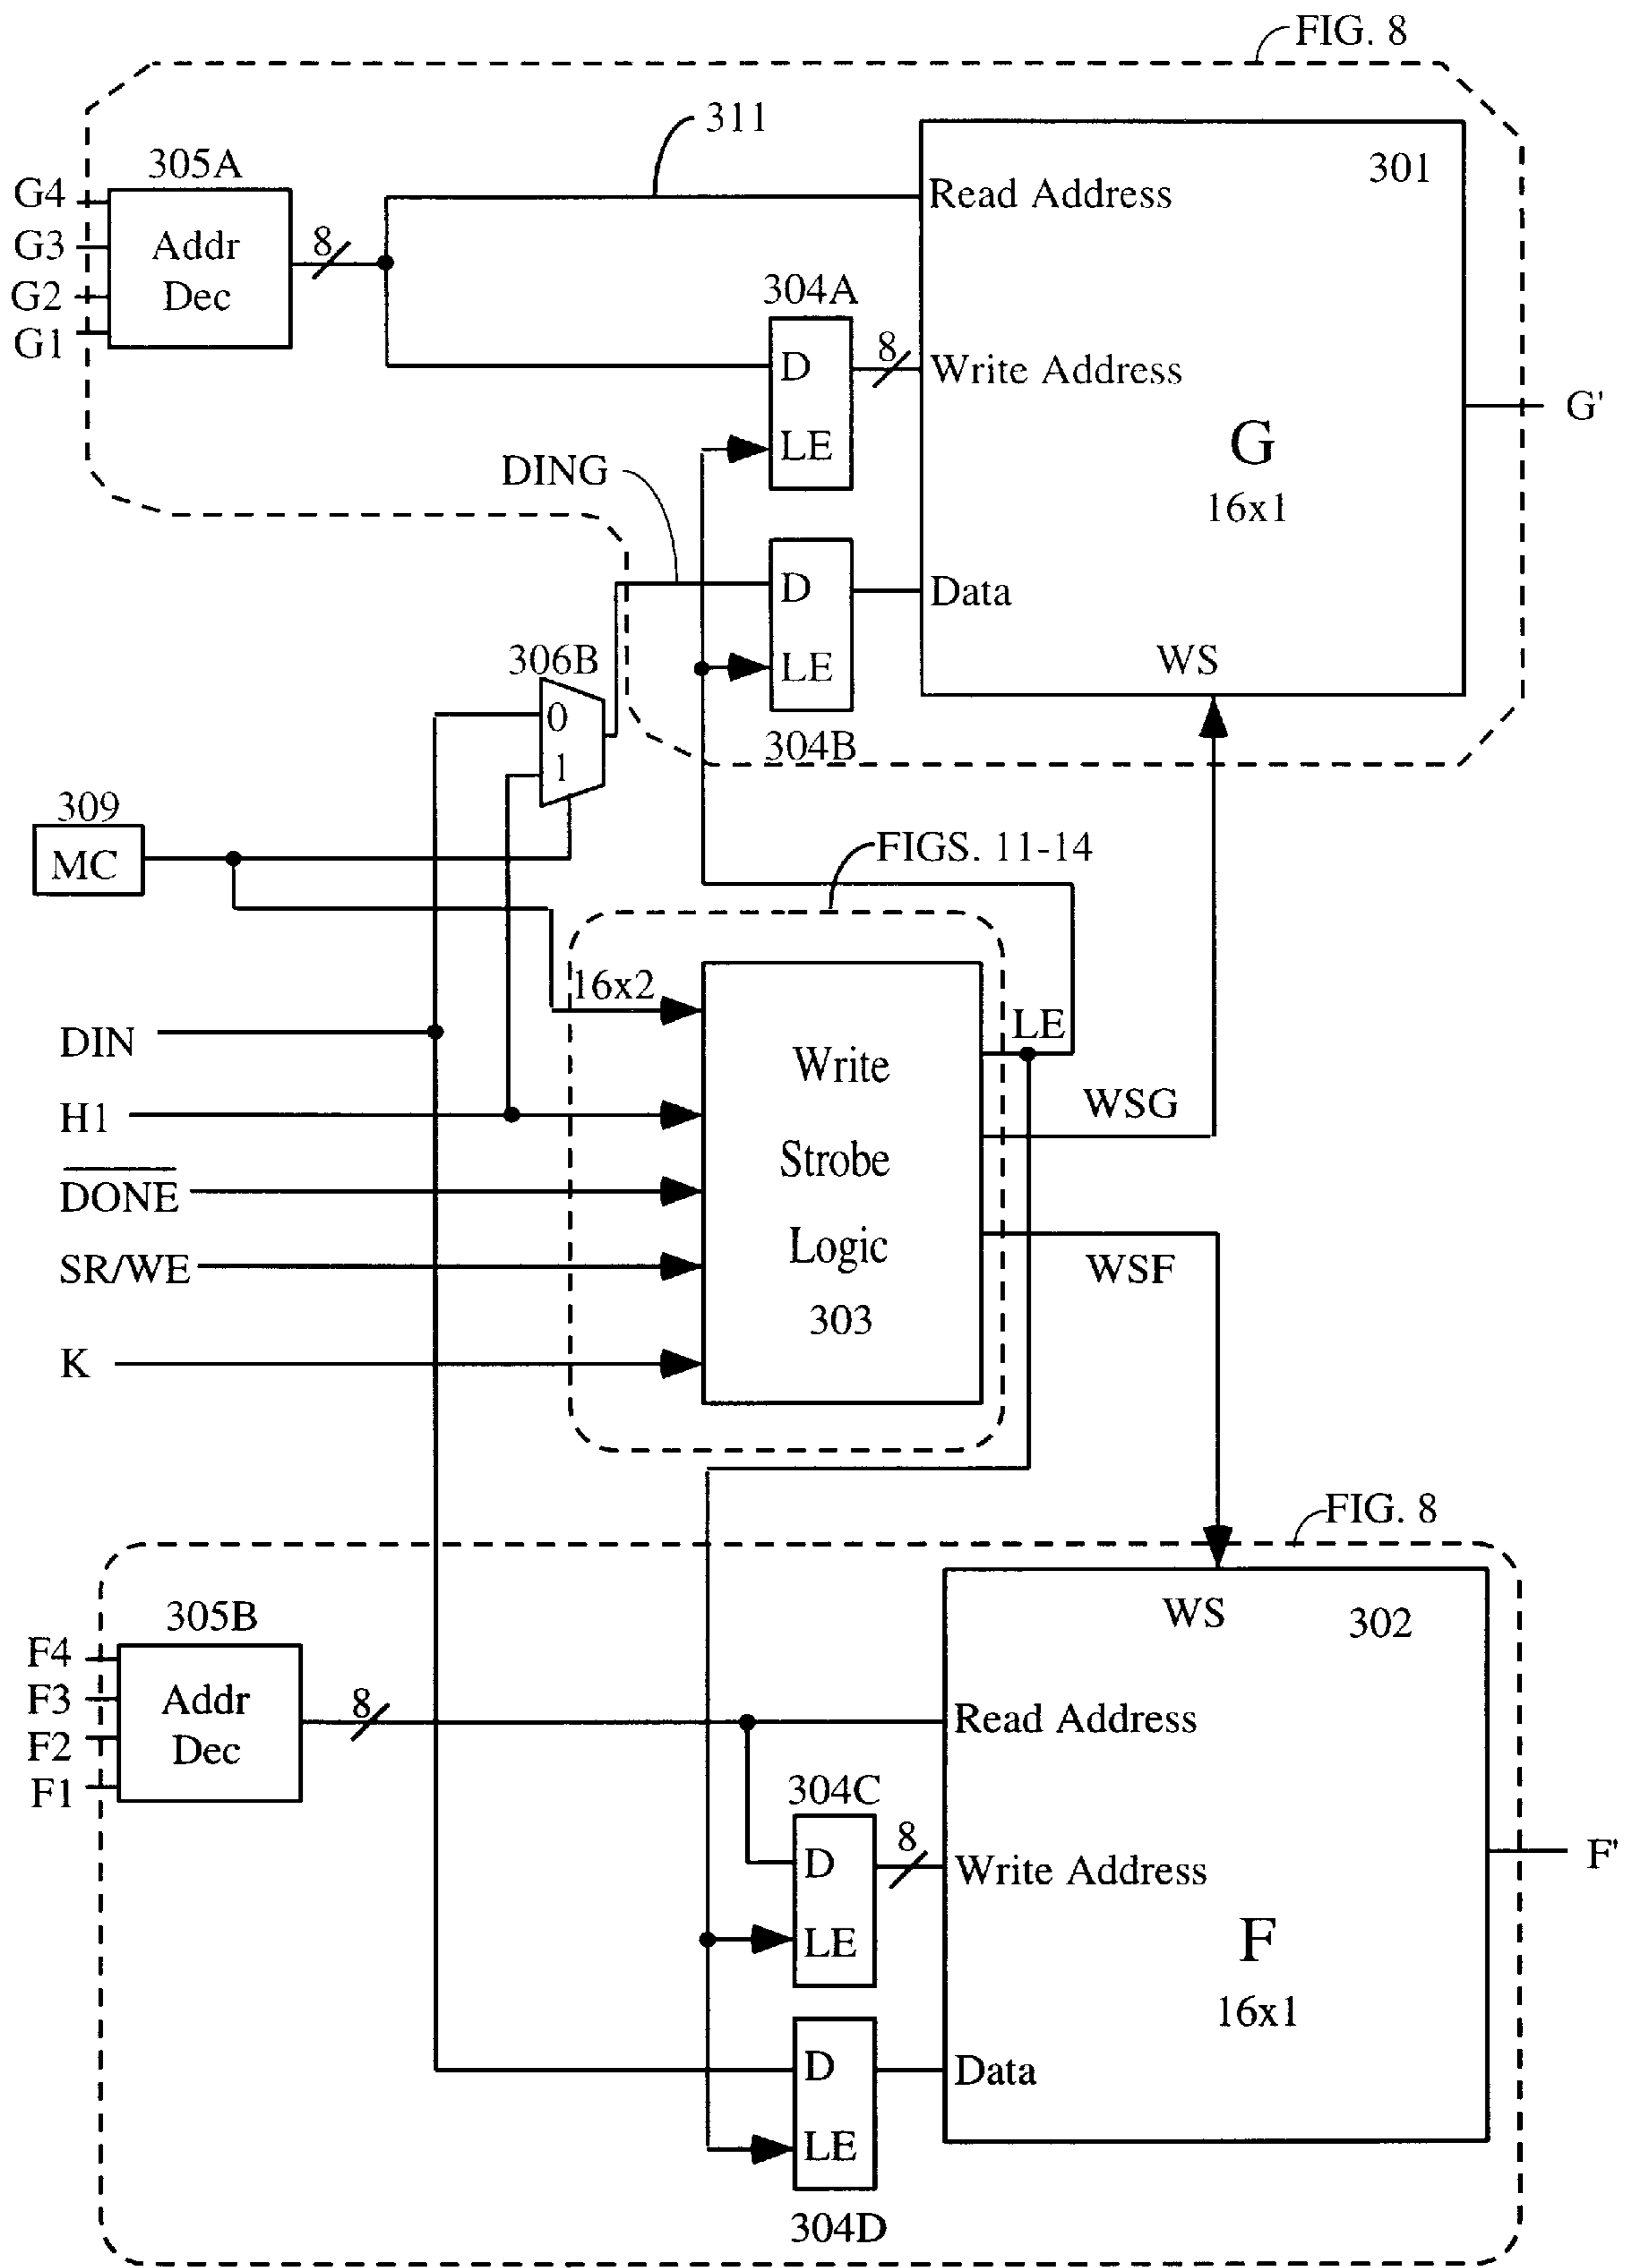 FIG. 8
311
305A
301
G4
G3
G2
G1
Addr
Dec
8
Read Address
304A
D
LE
8
Write Address
G'
G
16x1
DING
D
LE
Data
WS
304B
306B
0
1
309
MC
FIGS. 11-14
16x2
DIN
H1
DONE
SR/WE
K
Write
Strobe
Logic
303
LE
WSG
WSF
FIG. 8
305B
WS
302
F4
F3
F2
F1
Addr
Dec
8
Read Address
304C
D
LE
8
Write Address
F'
F
16x1
D
LE
Data
304D